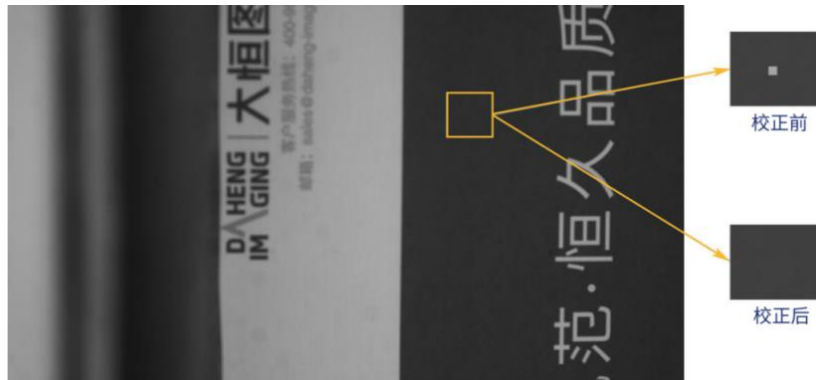 DAHENG
IMAGING
大恒图
客户服务热线：400-9
邮箱：sales@daheng-imag
范·恒久品质
校正前
校正后